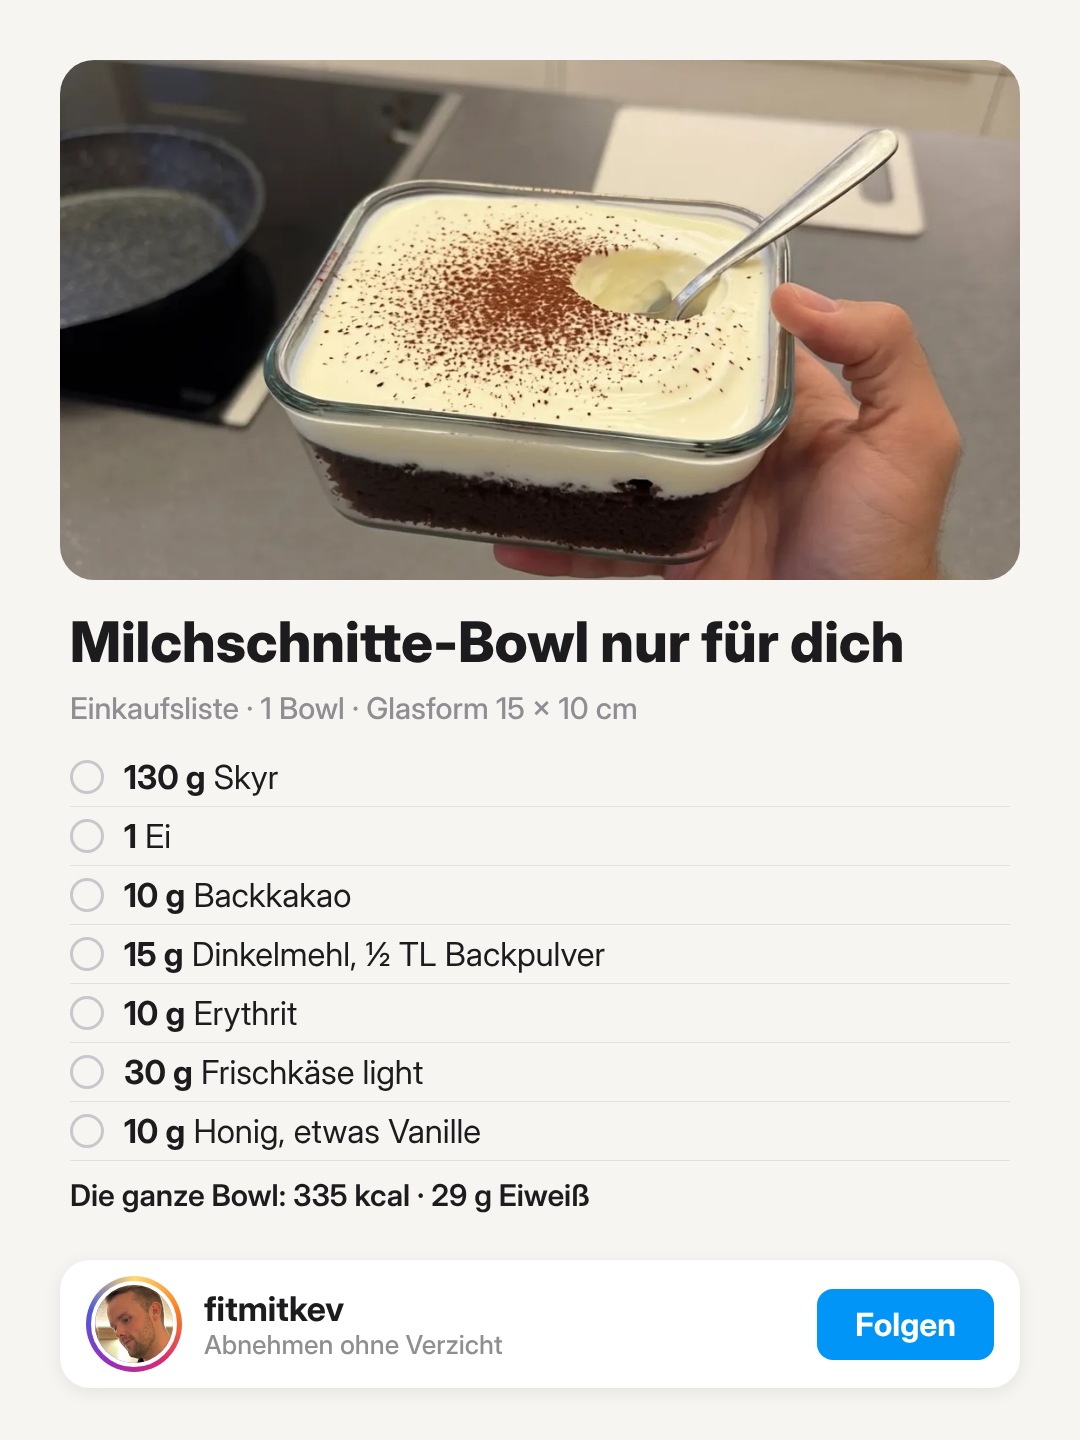 Milchschnitte-Bowl nur für dich
Einkaufsliste · 1 Bowl · Glasform 15 × 10 cm
130 g Skyr
1 Ei
10 g Backkakao
15 g Dinkelmehl, ½ TL Backpulver
10 g Erythrit
30 g Frischkäse light
10 g Honig, etwas Vanille
Die ganze Bowl: 335 kcal · 29 g Eiweiß
fitmitkev
Abnehmen ohne Verzicht
Folgen